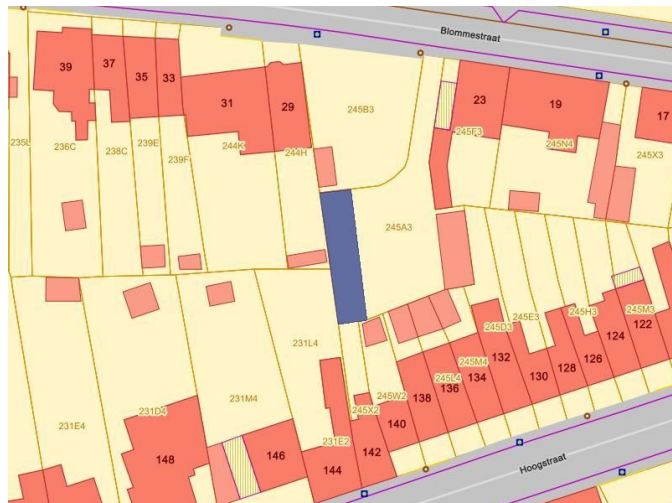 Blommestraat
39
37
35
33
31
29
23
19
17
245B3
245F3
245N4
245X3
235L
236C
238C
239E
239F
244K
244H
245A3
231L4
245E3
245H3
245M3
245D3
132
124
122
126
128
130
245M4
245L4
134
136
138
245W2
245X2
140
142
231E4
231D4
231M4
231E2
148
146
144
Hoogstraat